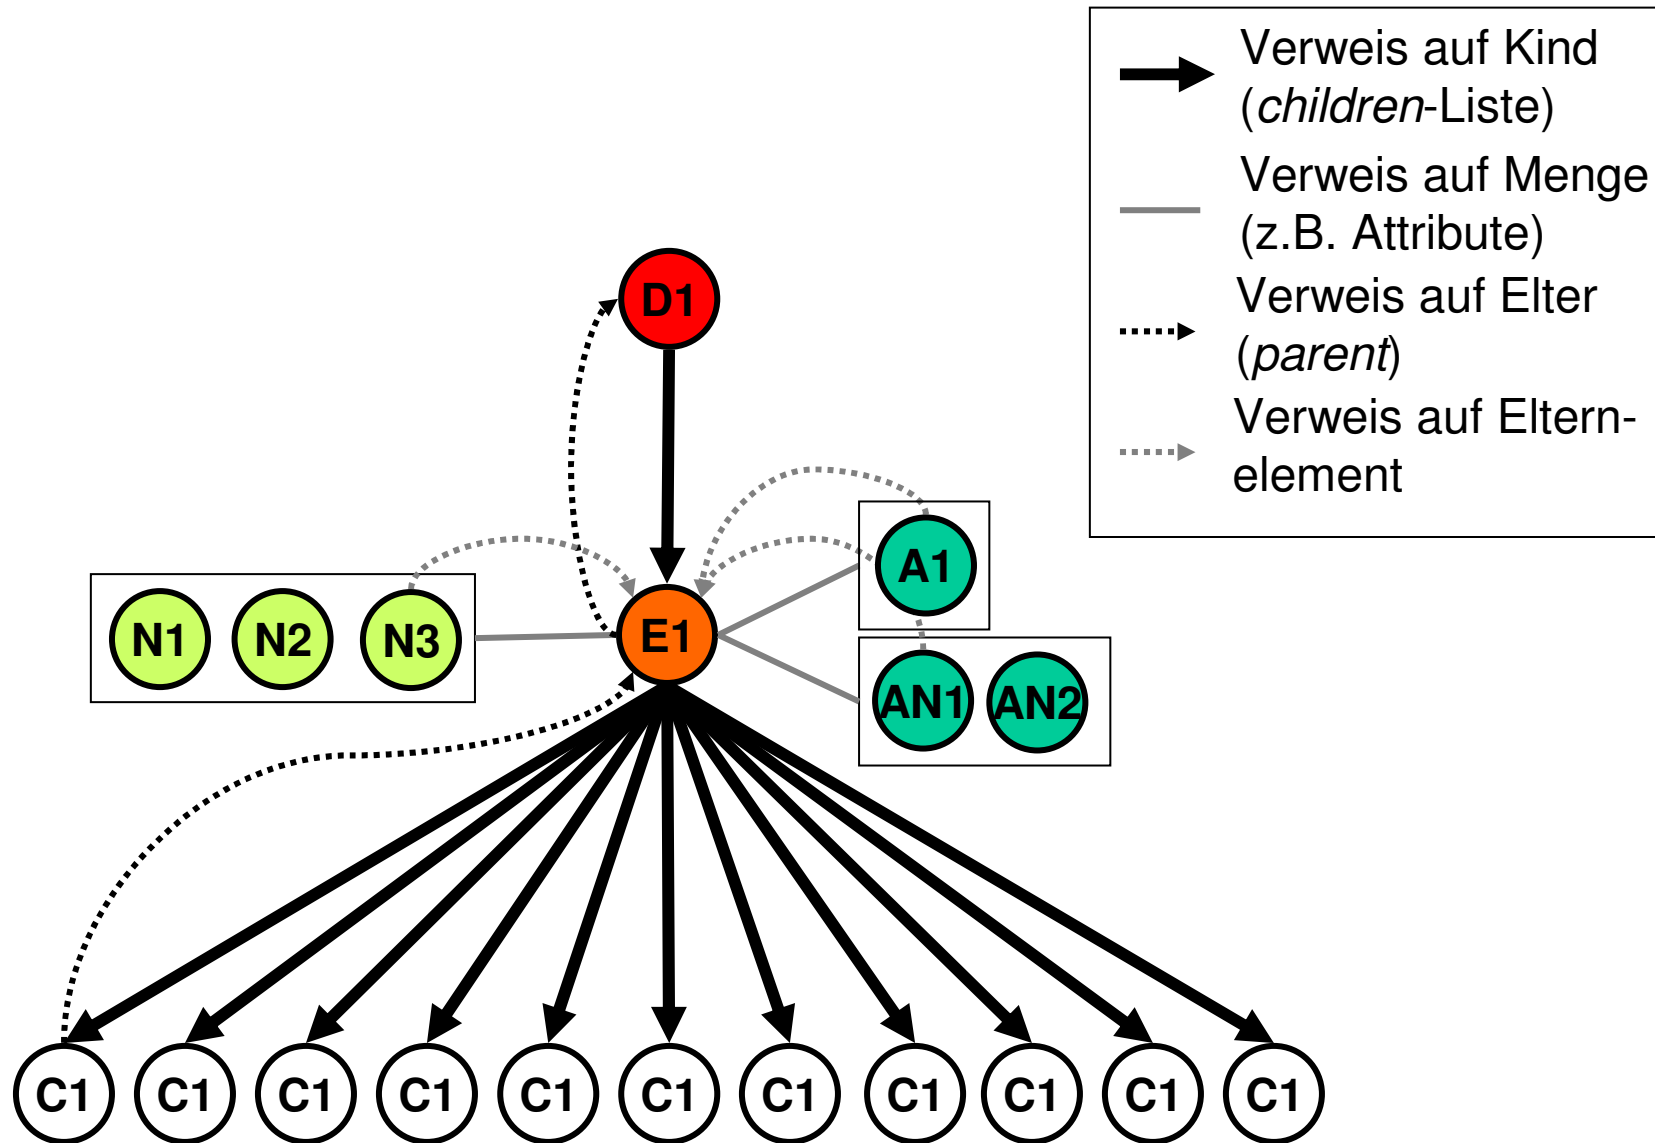 Verweis auf Kind
(children-Liste)
Verweis auf Menge
(z.B. Attribute)
Verweis auf Elter
(parent)
Verweis auf Eltern-
element
D1
A1
N1 N2 N3 E1
AN1 AN2
C1 C1 C1 C1 C1 C1 C1 C1 C1 C1 C1